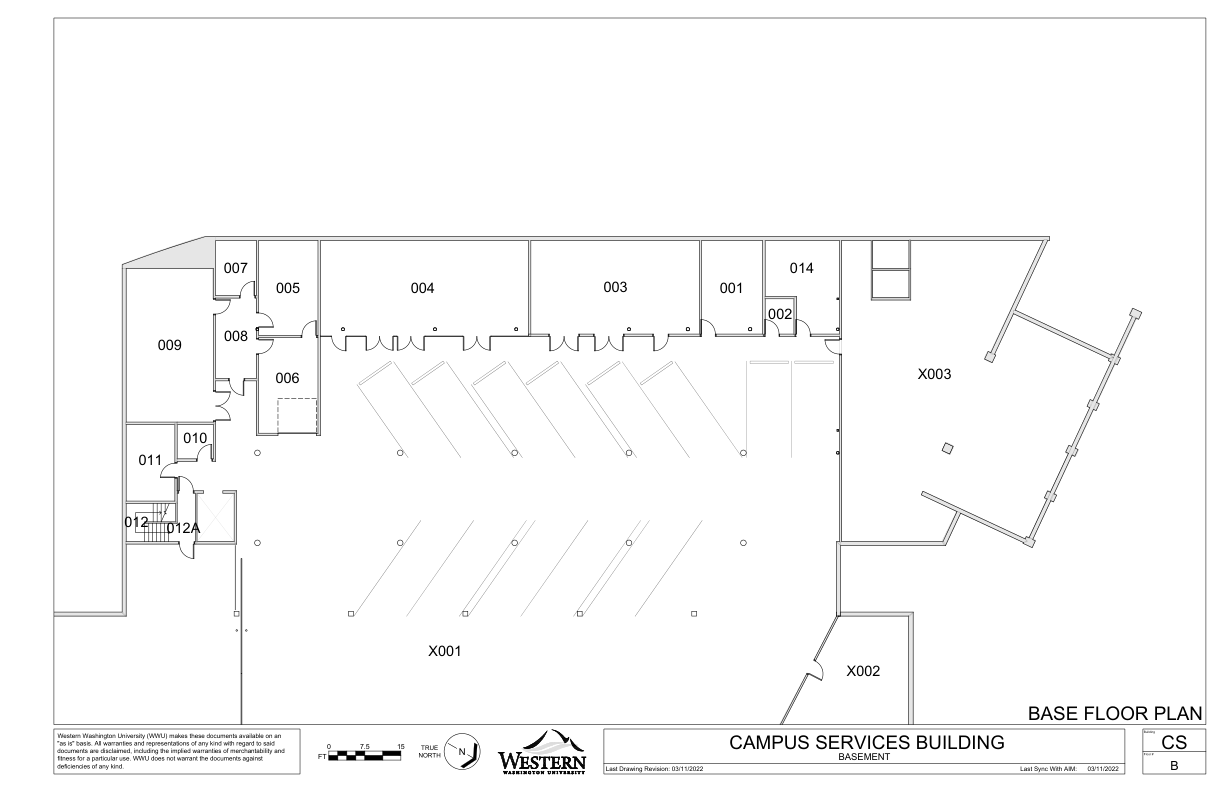 007
005
004
003
001
014
002
008
009
006
X003
010
011
012
012A
X001
X002
BASE FLOOR PLAN
Western Washington University (WWU) makes these documents available on an
"as is" basis. All warranties and representations of any kind with regard to said
documents are disclaimed, including the implied warranties of merchantability and
fitness for a particular use. WWU does not warrant the documents against
deficiencies of any kind.
0 7.5 15
FT
TRUE
NORTH
N
WESTERN
WASHINGTON UNIVERSITY
CAMPUS SERVICES BUILDING
BASEMENT
Last Drawing Revision: 03/11/2022
Last Sync With AIM: 03/11/2022
Building
CS
B